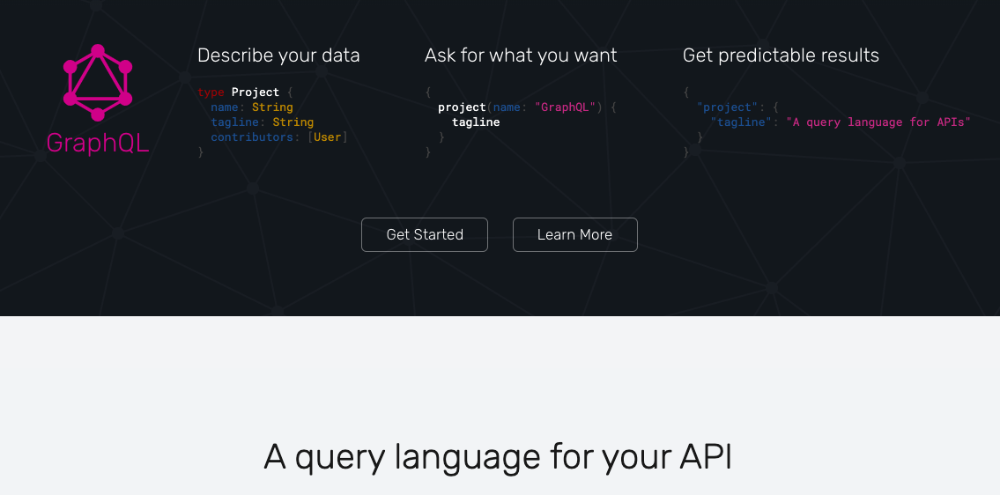 GraphQL
Describe your data
type Project {
  name: String
  tagline: String
  contributors: [User]
}
Ask for what you want
{
  project(name: "GraphQL") {
    tagline
  }
}
Get predictable results
{
  "project": {
    "tagline": "A query language for APIs"
  }
}
Get Started
Learn More
A query language for your API